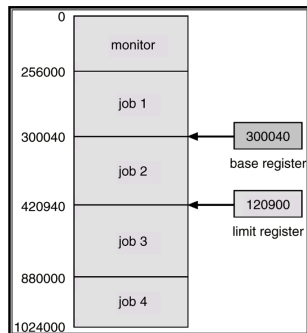 0
monitor
256000
job 1
300040
300040
base register
job 2
420940
120900
limit register
job 3
880000
job 4
1024000